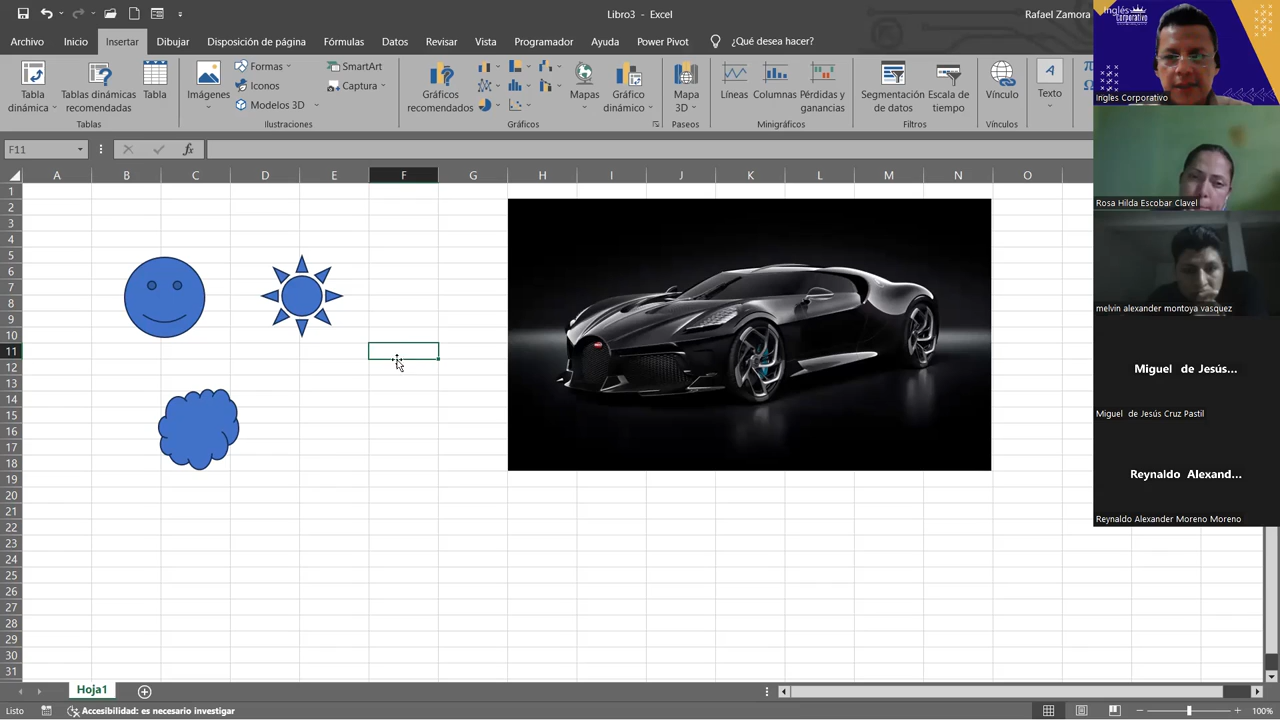 Libro3 - Excel
Rafael Zamora
Archivo
Inicio
Insertar
Dibujar
Disposición de página
Fórmulas
Datos
Revisar
Vista
Programador
Ayuda
Power Pivot
¿Qué desea hacer?
Tabla dinámica
Tablas dinámicas recomendadas
Tabla
Tablas
Imágenes
Formas
Iconos
Modelos 3D
SmartArt
Captura
Ilustraciones
Gráficos recomendados
Mapas
Gráfico dinámico
Gráficos
Mapa 3D
Paseos
Líneas
Columnas
Pérdidas y ganancias
Minigráficos
Segmentación de datos
Escala de tiempo
Filtros
Vínculo
Vínculos
Texto
F11
fx
A B C D E F G H I J K L M N O
1
2
3
4
5
6
7
8
9
10
11
12
13
14
15
16
17
18
19
20
21
22
23
24
25
26
27
28
29
30
31
Inglés Corporativo
Ingles Corporativo
Rosa Hilda Escobar Clavel
melvin alexander montoya vasquez
Miguel de Jesús...
Miguel de Jesús Cruz Pastil
Reynaldo Alexand...
Reynaldo Alexander Moreno Moreno
Hoja1
Listo
Accesibilidad: es necesario investigar
100%